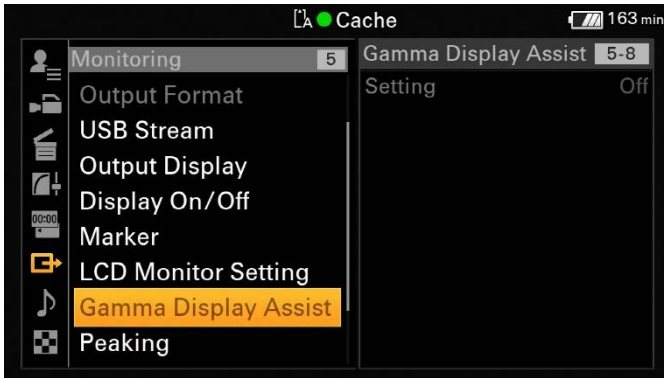 A Cache 163 min
Monitoring 5
Output Format
USB Stream
Output Display
Display On/Off
Marker
LCD Monitor Setting
Gamma Display Assist
Peaking
00:00
Gamma Display Assist 5-8
Setting Off